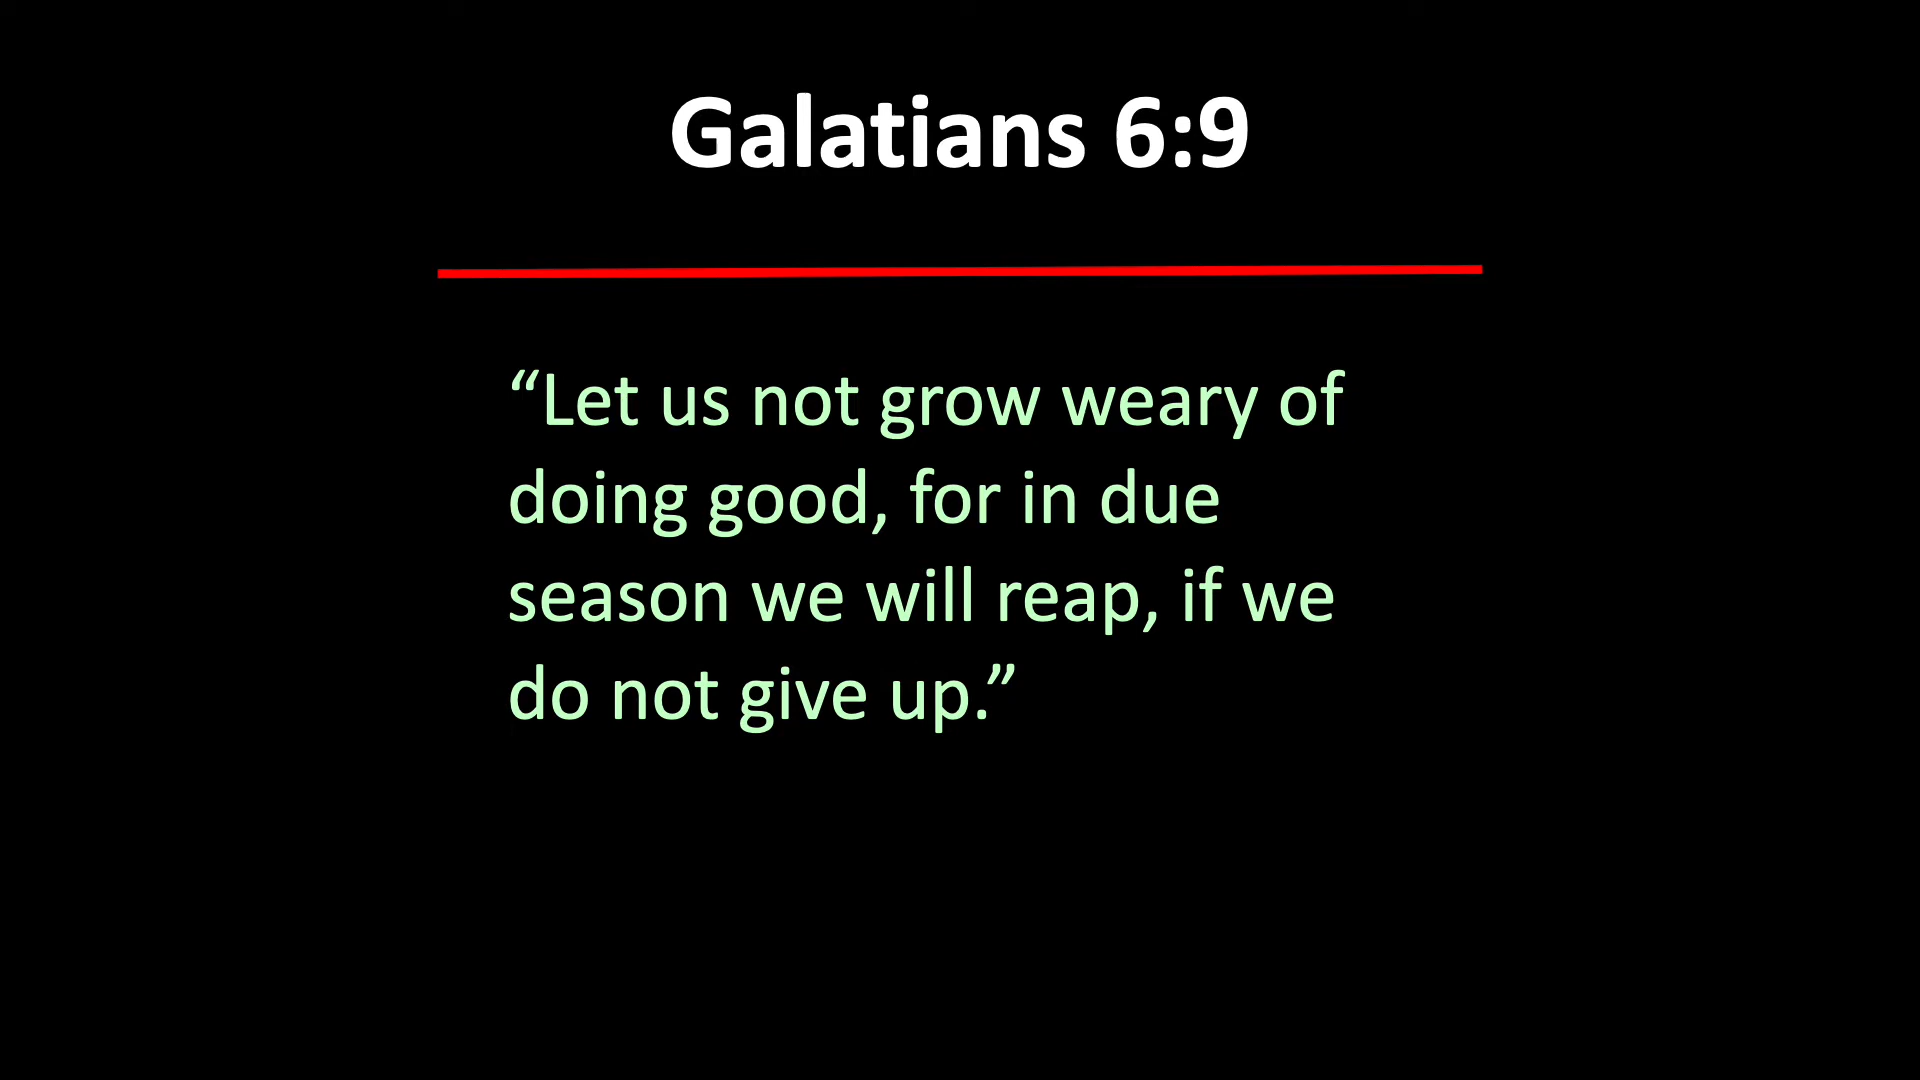 Galatians 6:9
“Let us not grow weary of
doing good, for in due
season we will reap, if we
do not give up.”